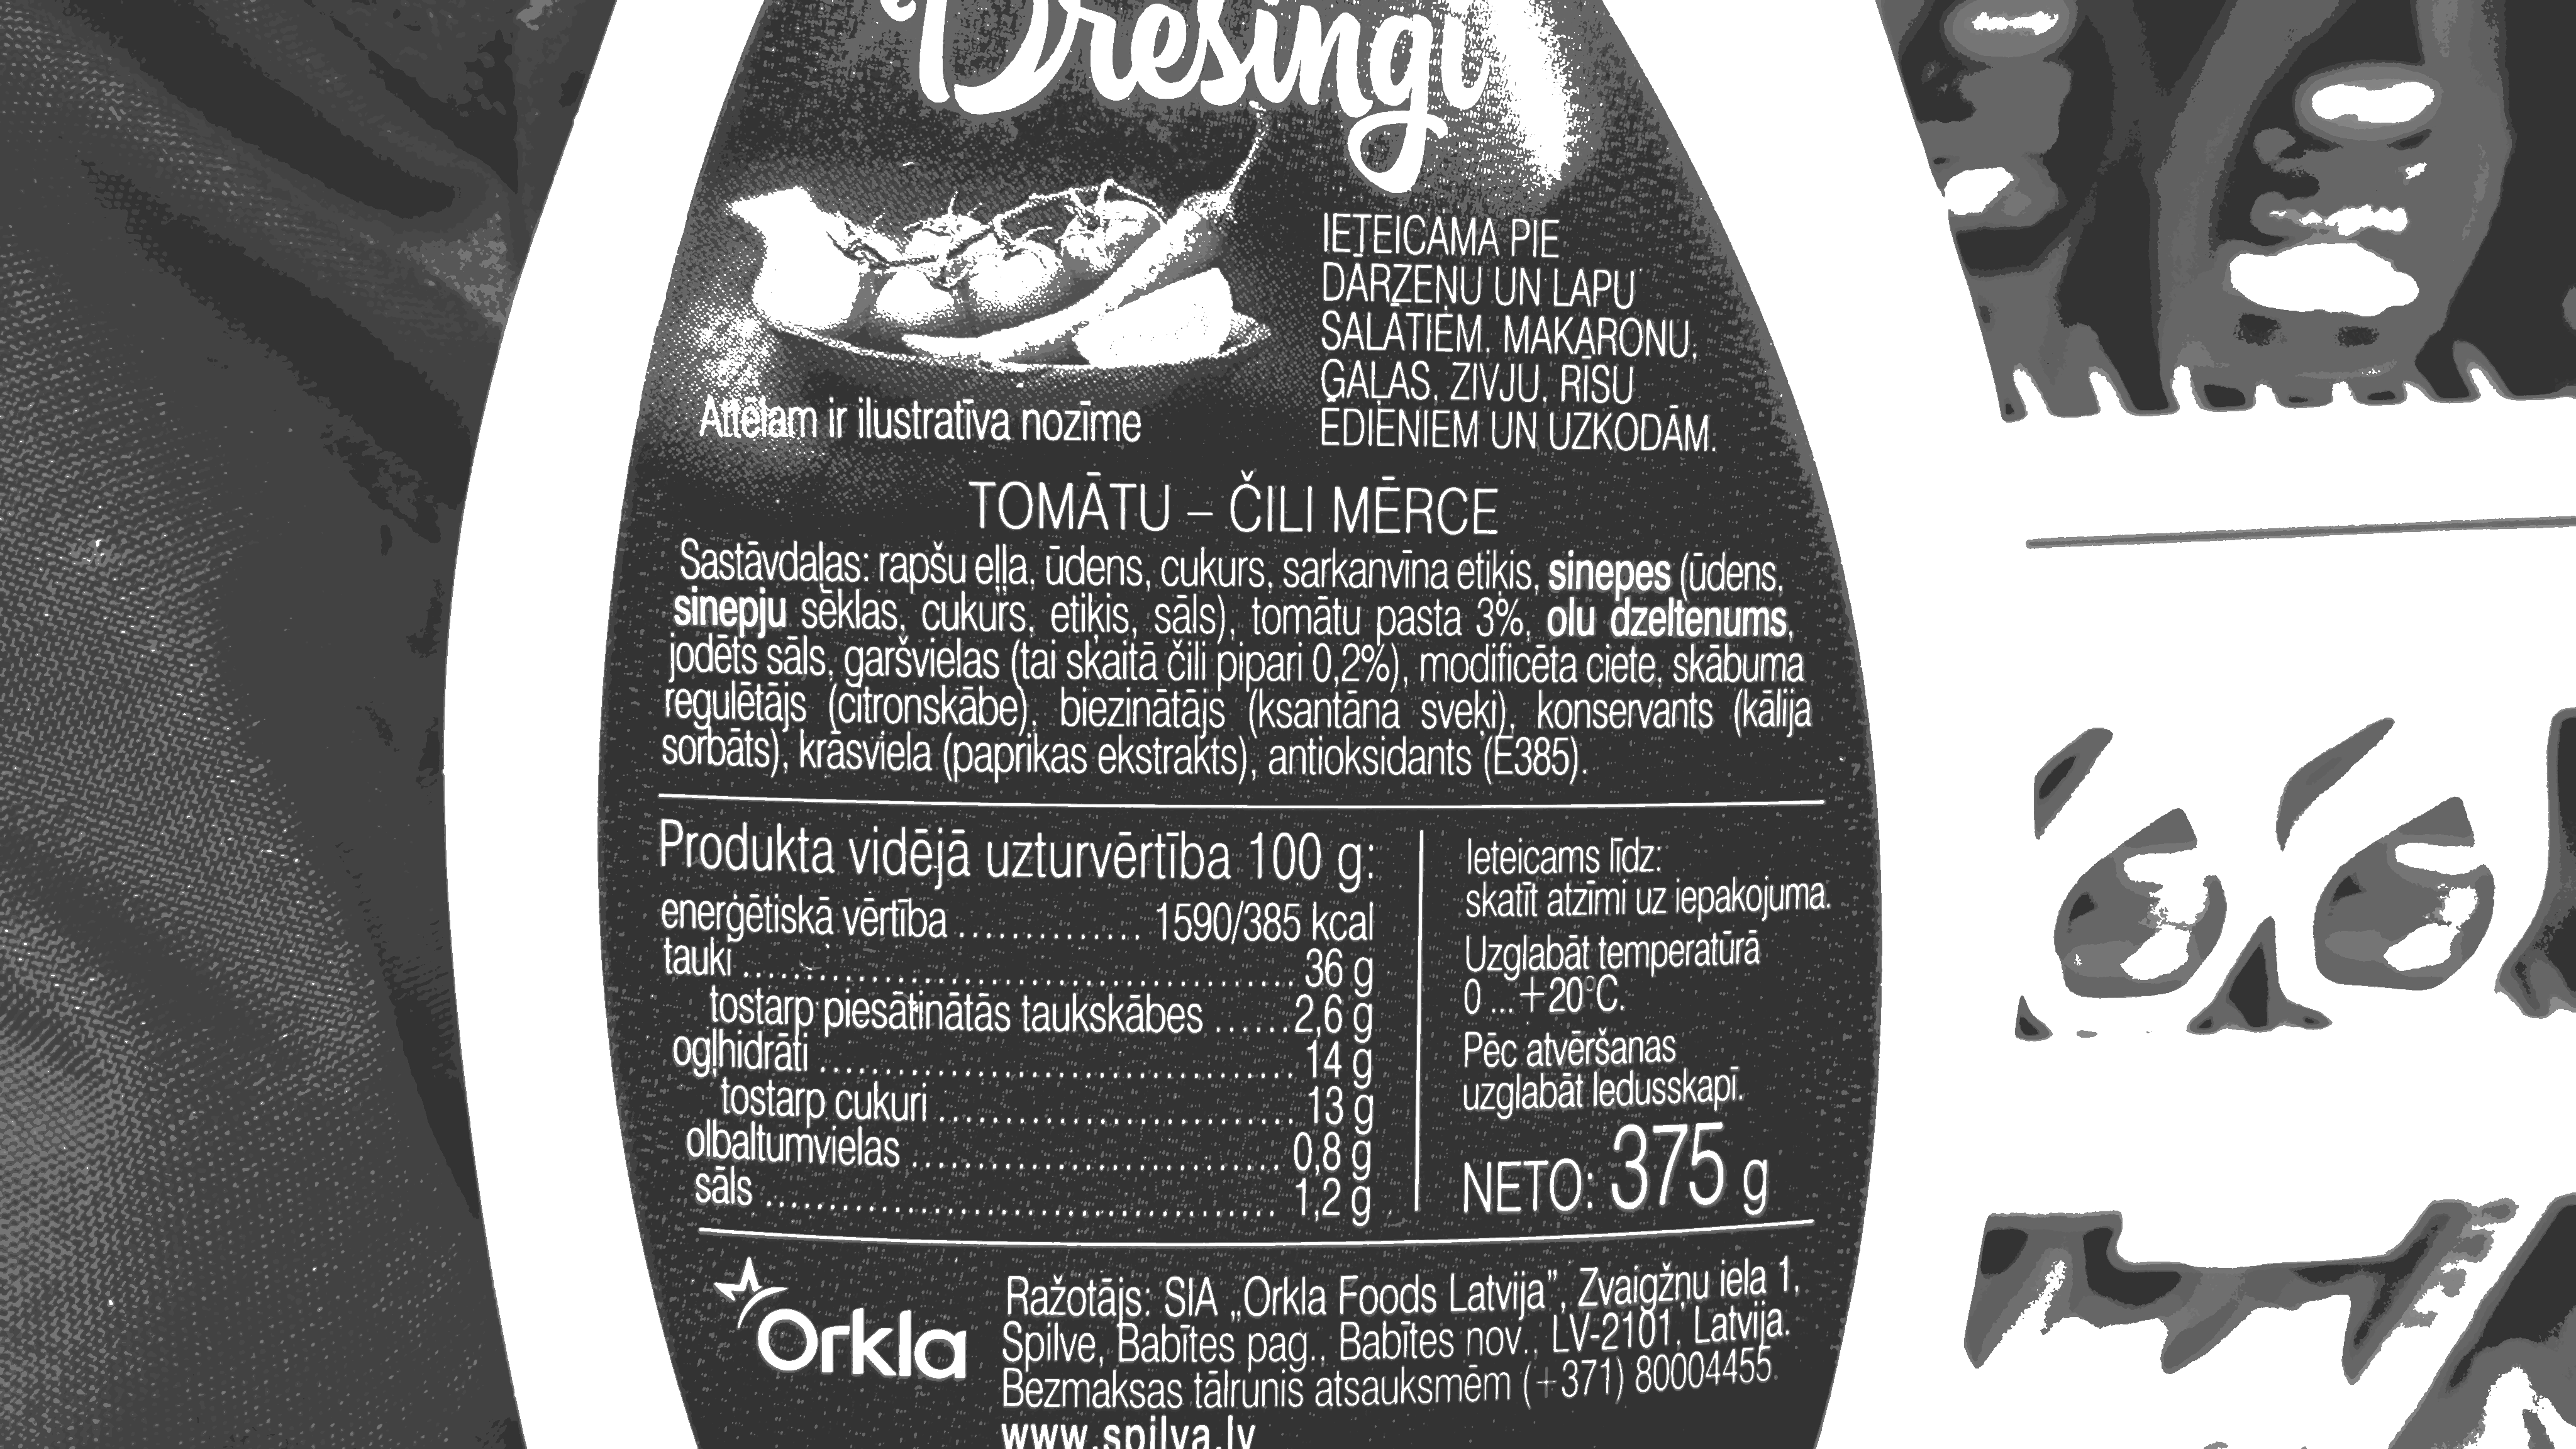 Dresingi
IETEICAMA PIE
DĀRZEŅU UN LAPU
SALĀTIEM, MAKARONU,
GAĻAS, ZIVJU, RĪSU
ĒDIENIEM UN UZKODĀM.
Attēlam ir ilustratīva nozīme
TOMĀTU – ČILI MĒRCE
Sastāvdaļas: rapšu eļļa, ūdens, cukurs, sarkanvīna etiķis, sinepes (ūdens,
sinepju sēklas, cukurs, etiķis, sāls), tomātu pasta 3%, olu dzeltenums,
jodēts sāls, garšvielas (tai skaitā čili pipari 0,2%), modificēta ciete, skābuma
regulētājs (citronskābe), biezinātājs (ksantāna sveķi), konservants (kālija
sorbāts), krāsviela (paprikas ekstrakts), antioksidants (E385).
Produkta vidējā uzturvērtība 100 g:
enerģētiskā vērtība .............. 1590/385 kcal
tauki .......................................... 36 g
tostarp piesātinātās taukskābes ...... 2,6 g
ogļhidrāti .................................... 14 g
tostarp cukuri ........................... 13 g
olbaltumvielas ............................ 0,8 g
sāls ....................................... 1,2 g
Ieteicams līdz:
skatīt atzīmi uz iepakojuma.
Uzglabāt temperatūrā
0 ... +20°C.
Pēc atvēršanas
uzglabāt ledusskapī.
NETO: 375 g
Orkla
Ražotājs: SIA „Orkla Foods Latvija", Zvaigžņu iela 1,
Spilve, Babītes pag., Babītes nov., LV-2101, Latvija.
Bezmaksas tālrunis atsauksmēm (+371) 80004455.
www.spilva.lv